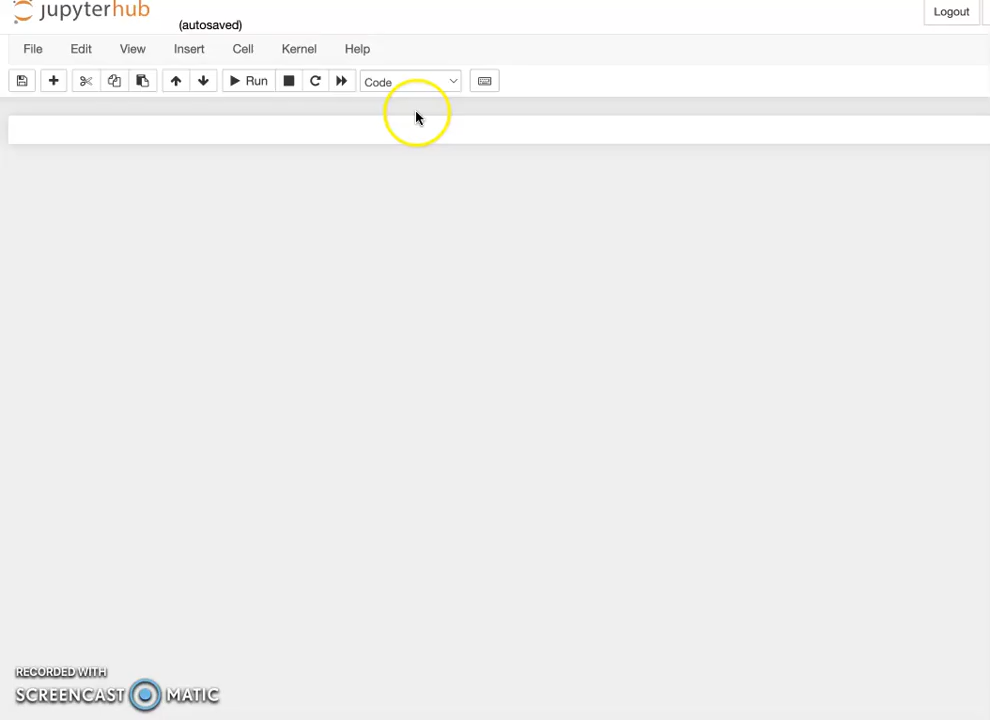 jupyterhub
(autosaved)
Logout
File Edit View Insert Cell Kernel Help
Run Code
RECORDED WITH
SCREENCAST MATIC